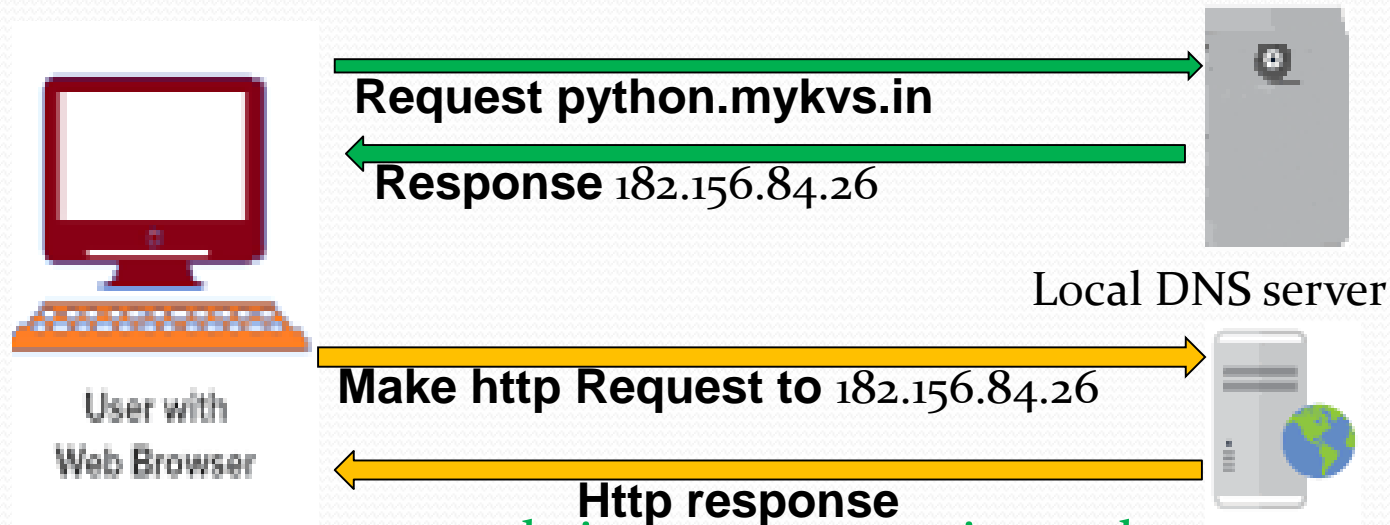 Request python.mykvs.in
Response 182.156.84.26
Local DNS server
Make http Request to 182.156.84.26
User with
Web Browser
Http response